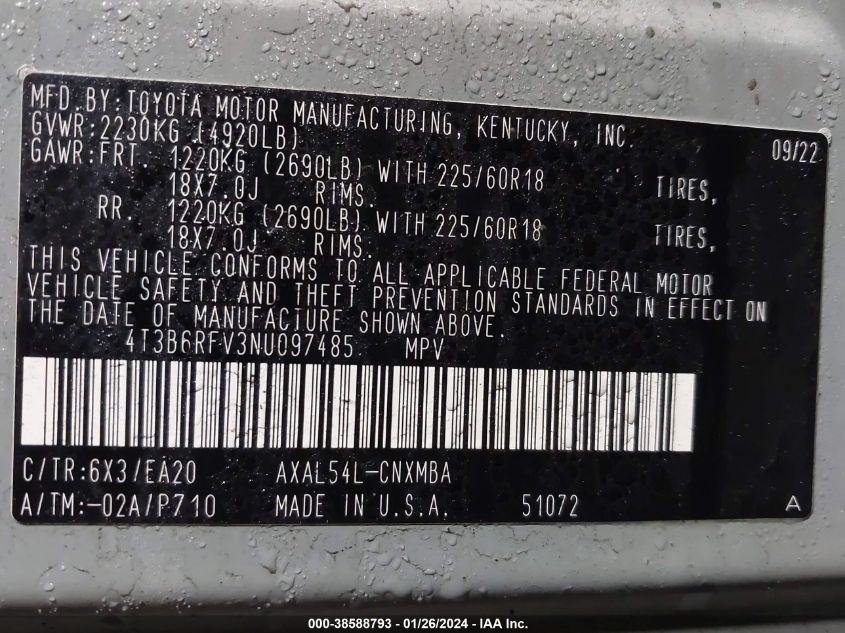 MFD.BY:TOYOTA MOTOR MANUFACTURING, KENTUCKY, INC. 09/22
GVWR:2230KG (4920LB)
GAWR:FRT. 1220KG (2690LB) WITH 225/60R18 TIRES,
18X7.0J RIMS.
RR. 1220KG (2690LB) WITH 225/60R18 TIRES,
18X7.0J RIMS.
THIS VEHICLE CONFORMS TO ALL APPLICABLE FEDERAL MOTOR
VEHICLE SAFETY AND THEFT PREVENTION STANDARDS IN EFFECT ON
THE DATE OF MANUFACTURE SHOWN ABOVE.
4T3B6RFV3NU097485 MPV
C/TR:6X3/EA20 AXAL54L-CNXMBA
A/TM:-02A/P710 MADE IN U.S.A. 51072 A
000-38588793 - 01/26/2024 - IAA Inc.